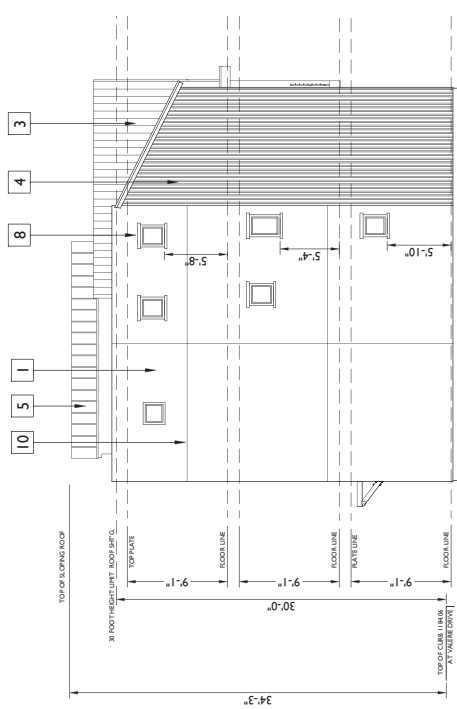 5
10
1
8
4
3
TOP OF SLOPING ROOF
30 FOOT HEIGHT LIMIT ROOF SHT'G.
TOP PLATE
9'-1"
5'-8"
FLOOR LINE
9'-1"
5'-4"
FLOOR LINE
PLATE LINE
9'-1"
5'-10"
FLOOR LINE
30'-0"
34'-3"
TOP OF CURB 1184.06
AT VALERIE DRIVE